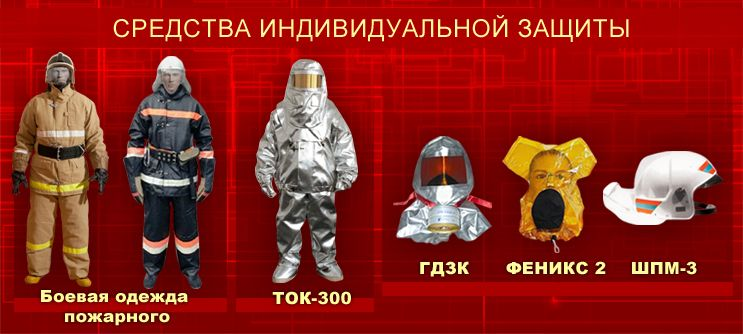 СРЕДСТВА ИНДИВИДУАЛЬНОЙ ЗАЩИТЫ
Боевая одежда
пожарного
ТОК-300
ГДЗК
ФЕНИКС 2
ШПМ-3